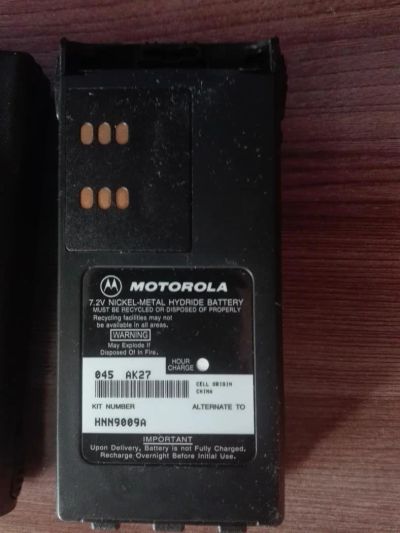 MOTOROLA
7.2V NICKEL-METAL HYDRIDE BATTERY
MUST BE RECYCLED OR DISPOSED OF PROPERLY
Recycling facilities may not
be available in all areas.
WARNING
May Explode If
Disposed Of In Fire.
HOUR
CHARGE
045 AK27
CELL ORIGIN
CHINA
KIT NUMBER
ALTERNATE TO
HNN9009A
IMPORTANT
Upon Delivery, Battery is not Fully Charged.
Recharge Overnight Before Initial Use.